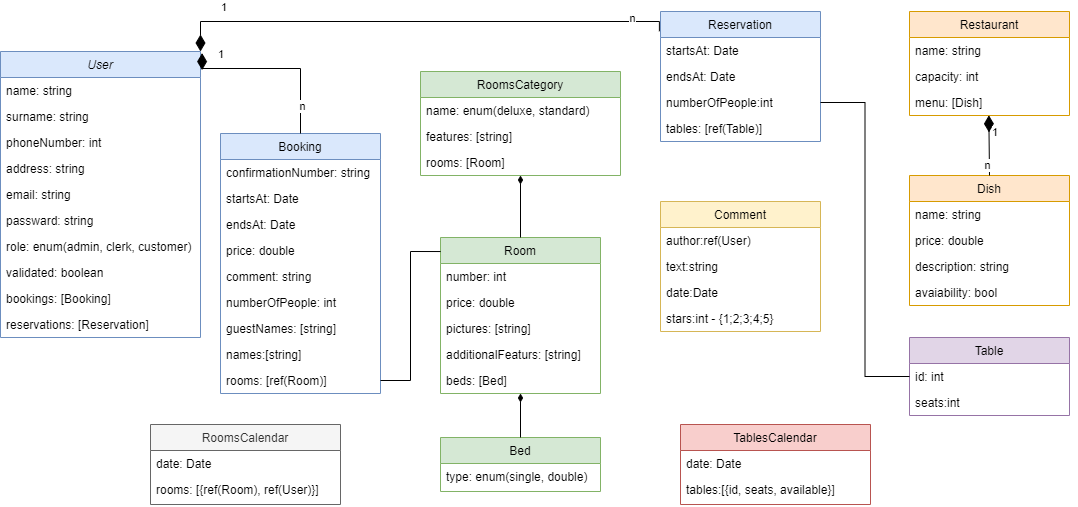 User
name: string
surname: string
phoneNumber: int
address: string
email: string
passward: string
role: enum(admin, clerk, customer)
validated: boolean
bookings: [Booking]
reservations: [Reservation]
1
n
1
n
Booking
confirmationNumber: string
startsAt: Date
endsAt: Date
price: double
comment: string
numberOfPeople: int
guestNames: [string]
names:[string]
rooms: [ref(Room)]
RoomsCategory
name: enum(deluxe, standard)
features: [string]
rooms: [Room]
Room
number: int
price: double
pictures: [string]
additionalFeaturs: [string]
beds: [Bed]
Bed
type: enum(single, double)
Reservation
startsAt: Date
endsAt: Date
numberOfPeople:int
tables: [ref(Table)]
Comment
author:ref(User)
text:string
date:Date
stars:int - {1;2;3;4;5}
Restaurant
name: string
capacity: int
menu: [Dish]
1
n
Dish
name: string
price: double
description: string
avaiability: bool
Table
id: int
seats:int
RoomsCalendar
date: Date
rooms: [{ref(Room), ref(User)}]
TablesCalendar
date: Date
tables:[{id, seats, available}]